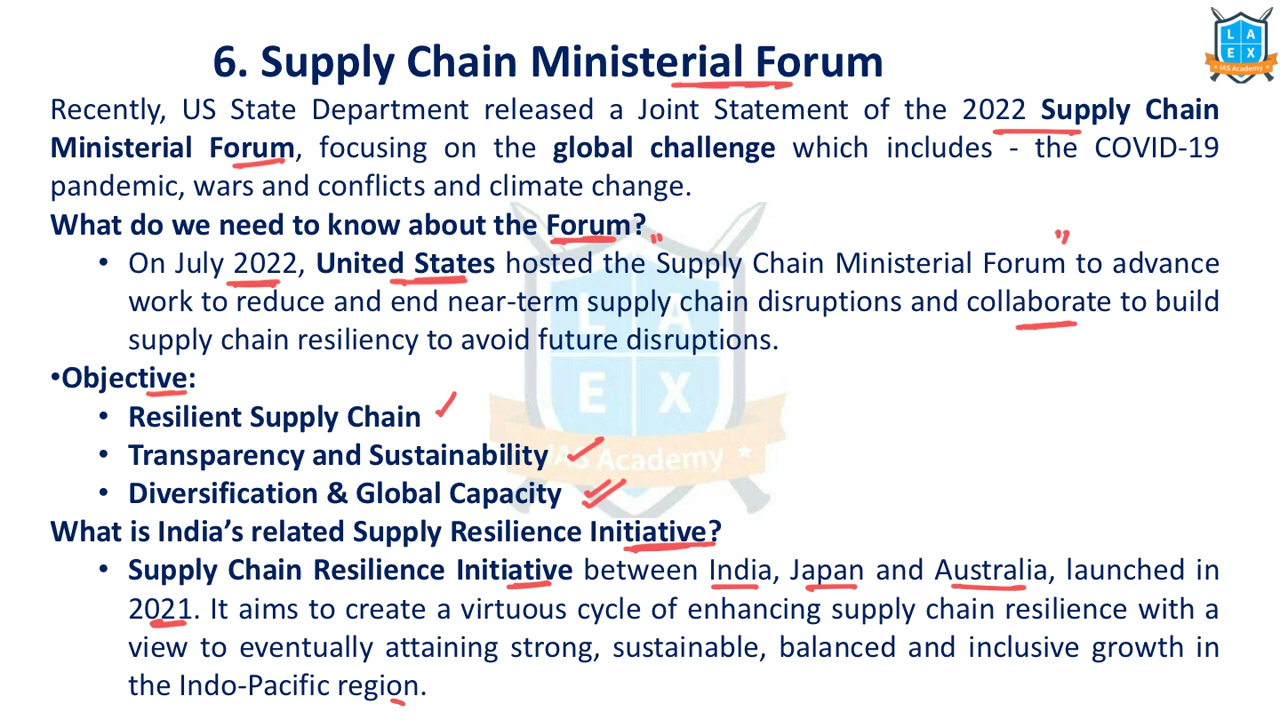 6. Supply Chain Ministerial Forum
L A
E X
IAS Academy
Recently, US State Department released a Joint Statement of the 2022 Supply Chain
Ministerial Forum, focusing on the global challenge which includes - the COVID-19
pandemic, wars and conflicts and climate change.
What do we need to know about the Forum?
• On July 2022, United States hosted the Supply Chain Ministerial Forum to advance
work to reduce and end near-term supply chain disruptions and collaborate to build
supply chain resiliency to avoid future disruptions.
•Objective:
• Resilient Supply Chain
• Transparency and Sustainability
• Diversification & Global Capacity
What is India’s related Supply Resilience Initiative?
• Supply Chain Resilience Initiative between India, Japan and Australia, launched in
2021. It aims to create a virtuous cycle of enhancing supply chain resilience with a
view to eventually attaining strong, sustainable, balanced and inclusive growth in
the Indo-Pacific region.
L A
E X
IAS Academy